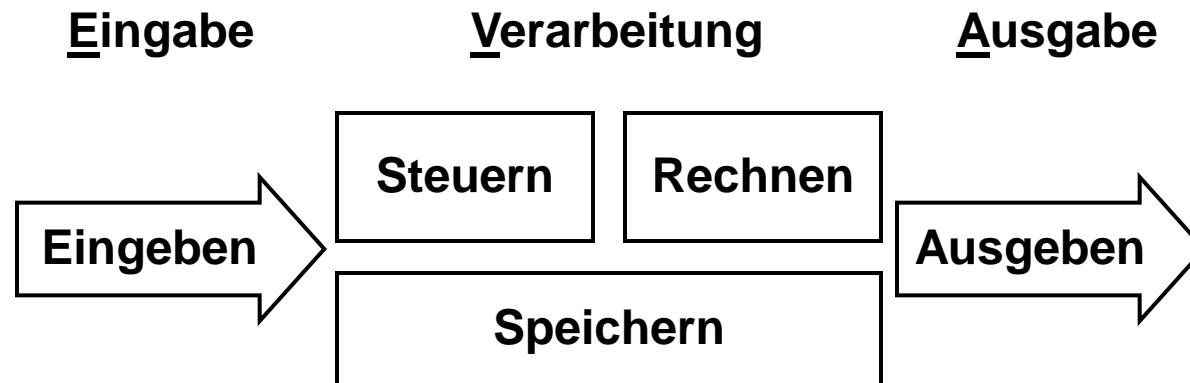 Eingabe Verarbeitung Ausgabe
Steuern Rechnen
Eingeben Ausgeben
Speichern